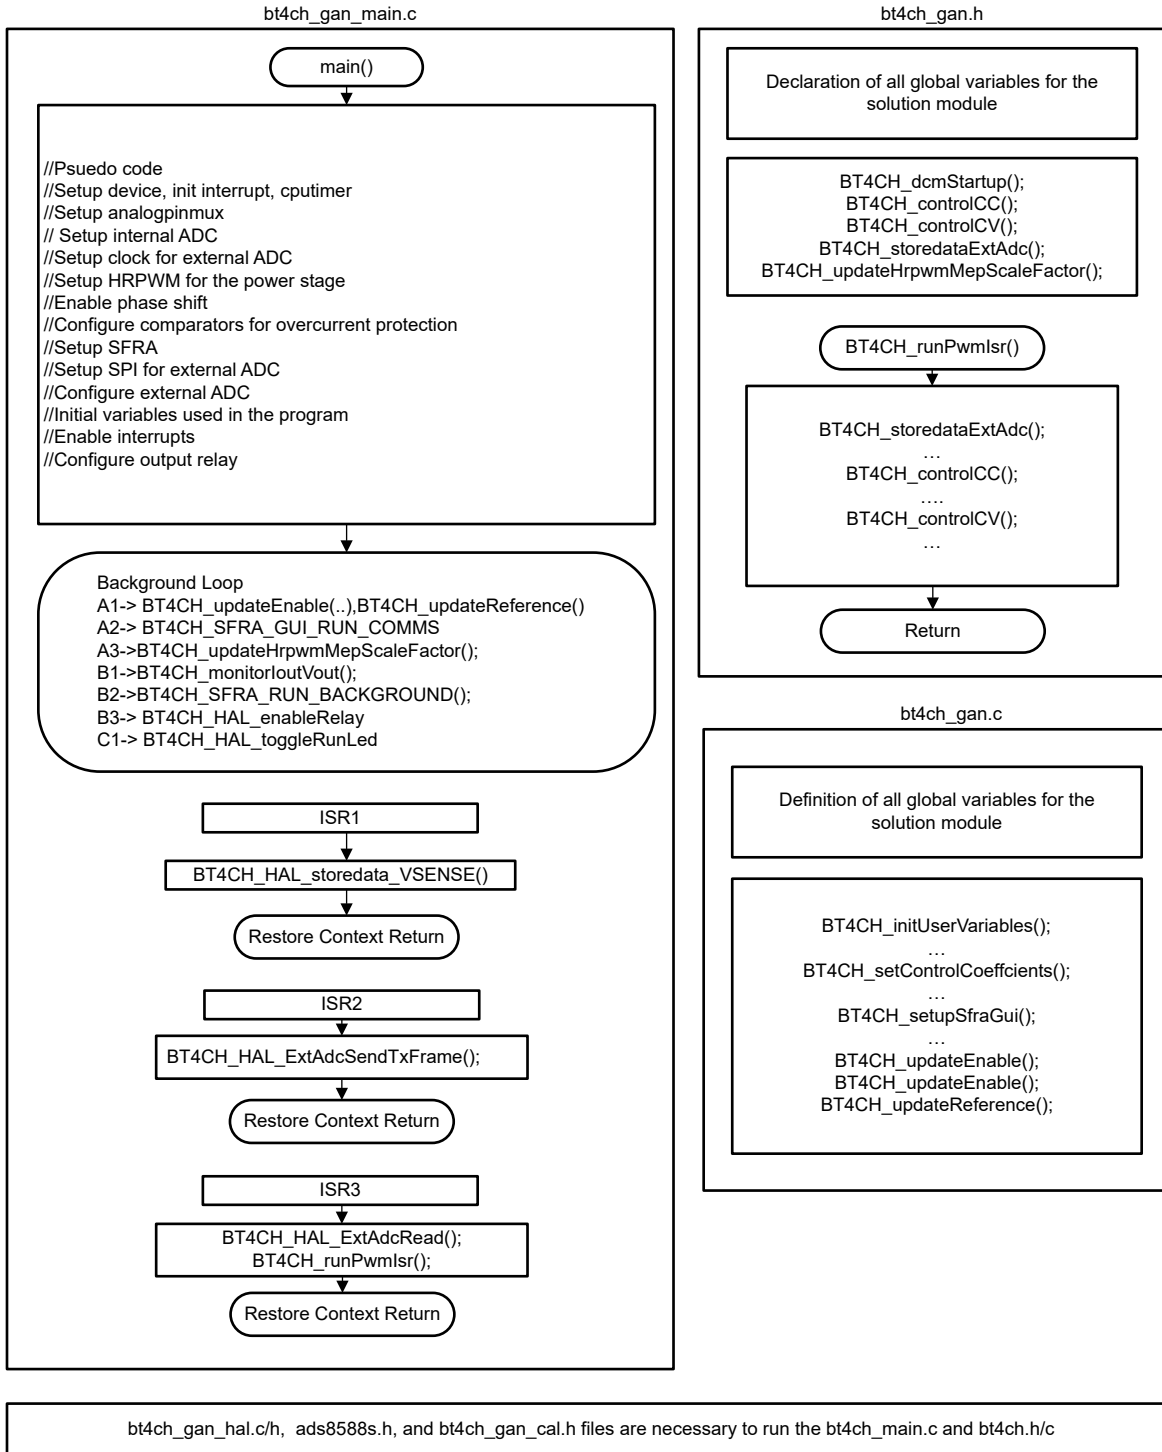 bt4ch_gan_main.c
main()
//Psuedo code
//Setup device, init interrupt, cputimer
//Setup analogpinmux
// Setup internal ADC
//Setup clock for external ADC
//Setup HRPWM for the power stage
//Enable phase shift
//Configure comparators for overcurrent protection
//Setup SFRA
//Setup SPI for external ADC
//Configure external ADC
//Initial variables used in the program
//Enable interrupts
//Configure output relay
Background Loop
A1-> BT4CH_updateEnable(..),BT4CH_updateReference()
A2-> BT4CH_SFRA_GUI_RUN_COMMS
A3->BT4CH_updateHrpwmMepScaleFactor();
B1->BT4CH_monitorIoutVout();
B2->BT4CH_SFRA_RUN_BACKGROUND();
B3-> BT4CH_HAL_enableRelay
C1-> BT4CH_HAL_toggleRunLed
ISR1
BT4CH_HAL_storedata_VSENSE()
Restore Context Return
ISR2
BT4CH_HAL_ExtAdcSendTxFrame();
Restore Context Return
ISR3
BT4CH_HAL_ExtAdcRead();
BT4CH_runPwmIsr();
Restore Context Return
bt4ch_gan.h
Declaration of all global variables for the
solution module
BT4CH_dcmStartup();
BT4CH_controlCC();
BT4CH_controlCV();
BT4CH_storedataExtAdc();
BT4CH_updateHrpwmMepScaleFactor();
BT4CH_runPwmIsr()
BT4CH_storedataExtAdc();
…
BT4CH_controlCC();
….
BT4CH_controlCV();
…
Return
bt4ch_gan.c
Definition of all global variables for the
solution module
BT4CH_initUserVariables();
…
BT4CH_setControlCoeffcients();
…
BT4CH_setupSfraGui();
…
BT4CH_updateEnable();
BT4CH_updateEnable();
BT4CH_updateReference();
bt4ch_gan_hal.c/h,  ads8588s.h, and bt4ch_gan_cal.h files are necessary to run the bt4ch_main.c and bt4ch.h/c